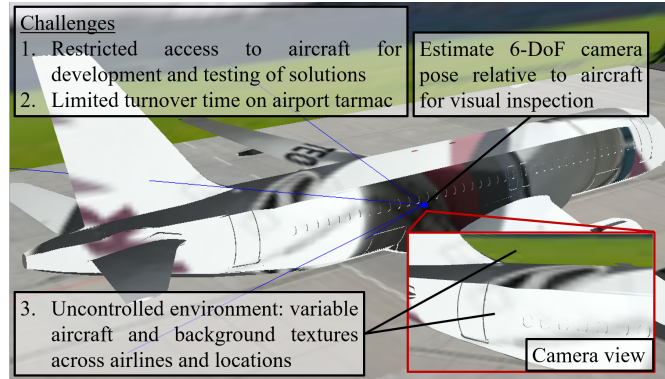 Challenges
1. Restricted access to aircraft for
development and testing of solutions
2. Limited turnover time on airport tarmac
Estimate 6-DoF camera
pose relative to aircraft
for visual inspection
3. Uncontrolled environment: variable
aircraft and background textures
across airlines and locations
Camera view